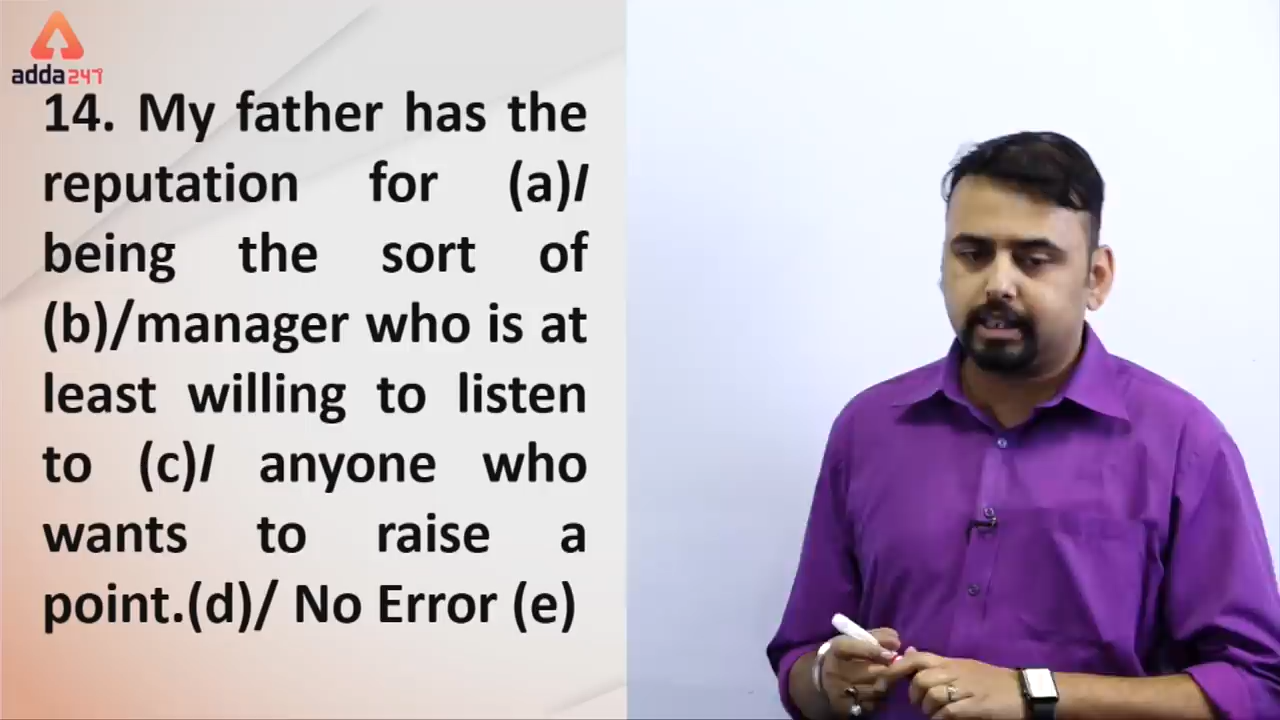 adda247
14. My father has the
reputation for (a)/
being the sort of
(b)/manager who is at
least willing to listen
to (c)/ anyone who
wants to raise a
point.(d)/ No Error (e)